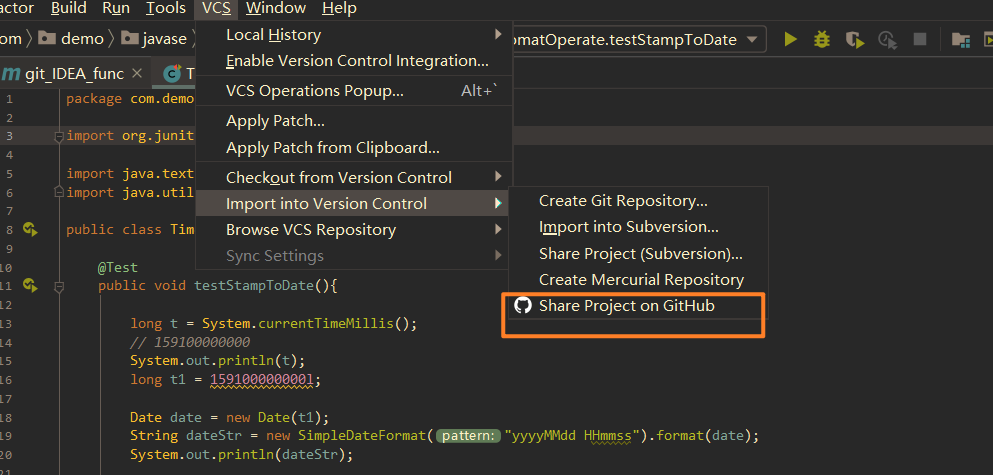 actor Build Run Tools VCS Window Help
om demo javase
omatOperate.testStampToDate
Local History
Enable Version Control Integration...
VCS Operations Popup... Alt+`
Apply Patch...
Apply Patch from Clipboard...
Checkout from Version Control
Import into Version Control
Browse VCS Repository
Sync Settings
Create Git Repository...
Import into Subversion...
Share Project (Subversion)...
Create Mercurial Repository
Share Project on GitHub
m git_IDEA_func × C T
1 package com.demo
2
3 import org.junit
4
5 import java.text
6 import java.util
7
8 public class Tim
9
10 @Test
11 public void testStampToDate(){
12
13 long t = System.currentTimeMillis();
14 // 159100000000
15 System.out.println(t);
16 long t1 = 1591000000000l;
17
18 Date date = new Date(t1);
19 String dateStr = new SimpleDateFormat( pattern: "yyyyMMdd HHmmss").format(date);
20 System.out.println(dateStr);
21